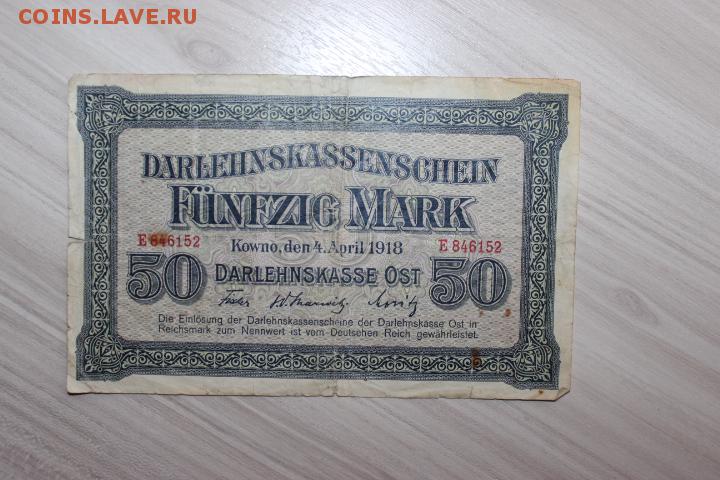 COINS.LAVE.RU
DARLEHNSKASSENSCHEIN
FÜNFZIG MARK
E 846152 Kowno, den 4. April 1918 E 846152
50 DARLEHNSKASSE OST 50
Die Einlösung der Darlehnskassenscheine der Darlehnskasse Ost in
Reichsmark zum Nennwert ist vom Deutschen Reich gewährleistet.